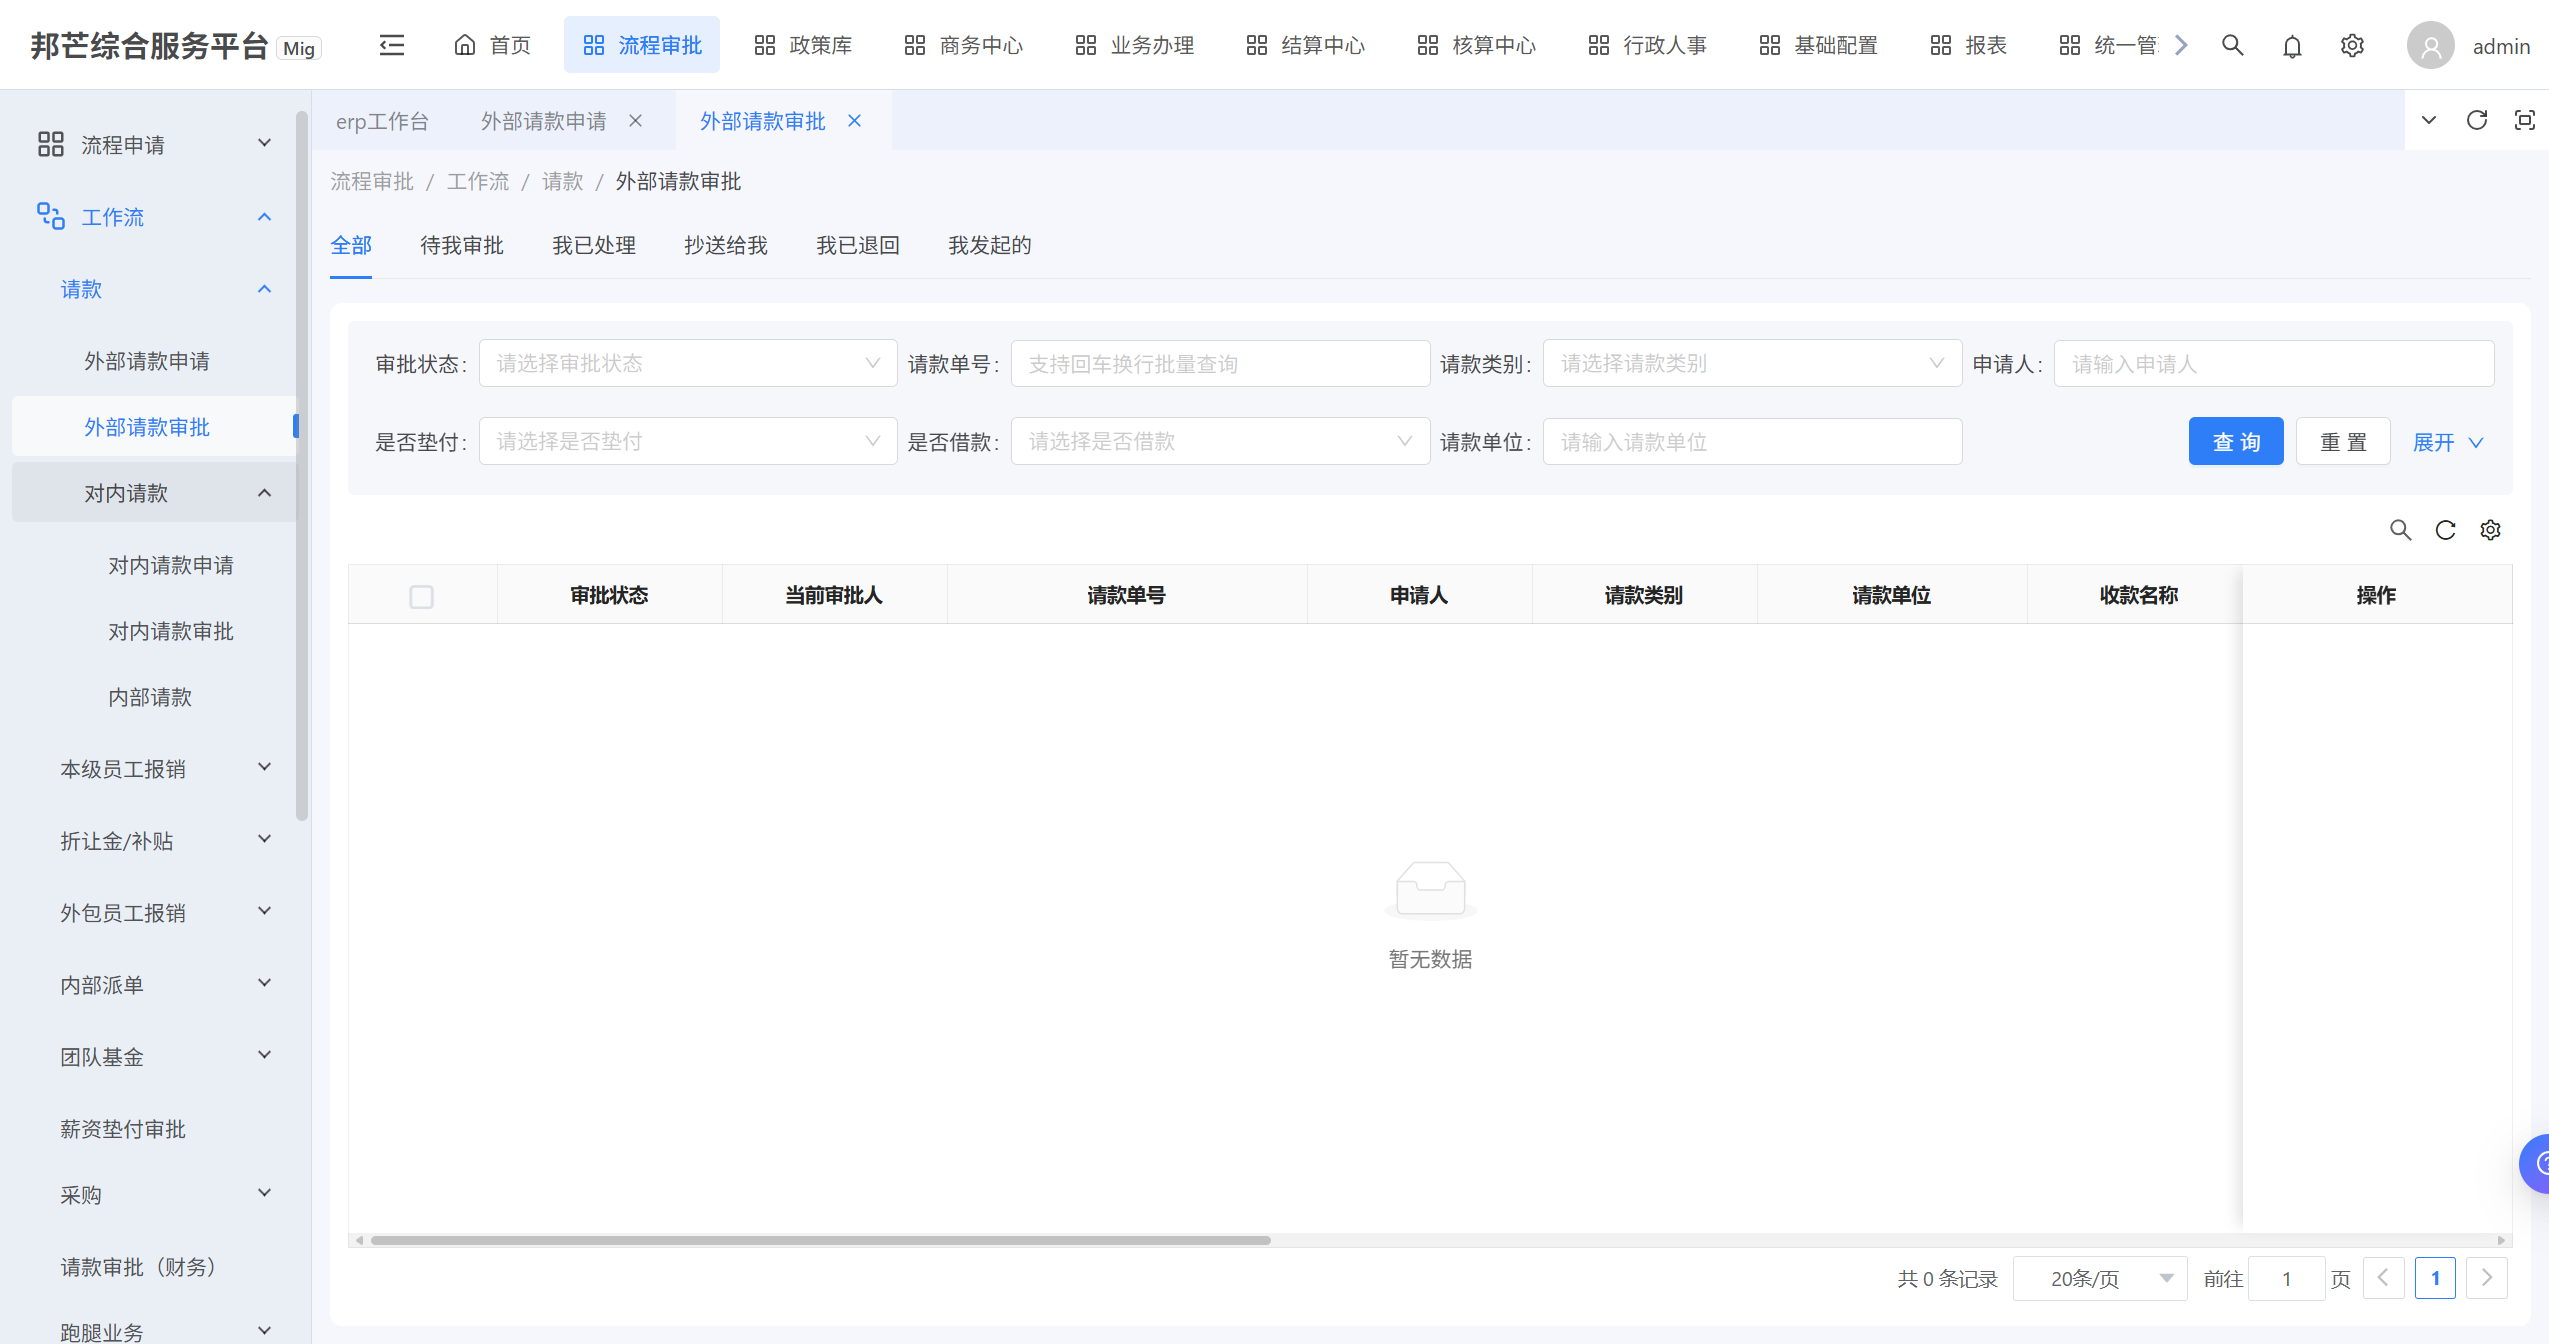 邦芒综合服务平台 Mig
首页 流程审批 政策库 商务中心 业务办理 结算中心 核算中心 行政人事 基础配置 报表 统一管 admin
流程申请
工作流
请款
外部请款申请
外部请款审批
对内请款
对内请款申请
对内请款审批
内部请款
本级员工报销
折让金/补贴
外包员工报销
内部派单
团队基金
薪资垫付审批
采购
请款审批（财务）
跑腿业务
erp工作台 外部请款申请 外部请款审批
流程审批 / 工作流 / 请款 / 外部请款审批
全部 待我审批 我已处理 抄送给我 我已退回 我发起的
审批状态: 请选择审批状态 请款单号: 支持回车换行批量查询 请款类别: 请选择请款类别 申请人: 请输入申请人
是否垫付: 请选择是否垫付 是否借款: 请选择是否借款 请款单位: 请输入请款单位 查询 重置 展开
审批状态 当前审批人 请款单号 申请人 请款类别 请款单位 收款名称 操作
暂无数据
共 0 条记录 20条/页 前往 1 页 1